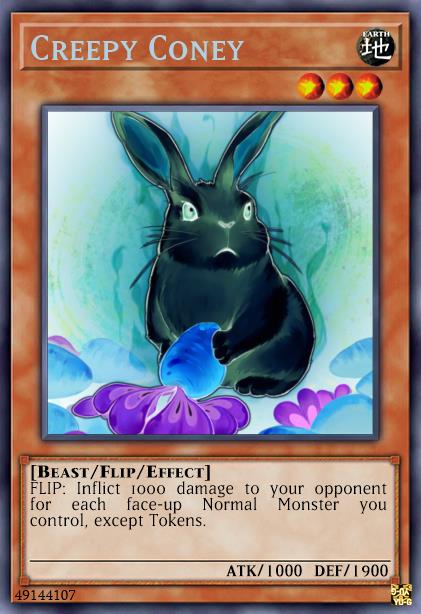 Creepy Coney
EARTH
地
[Beast/Flip/Effect]
FLIP: Inflict 1000 damage to your opponent
for each face-up Normal Monster you
control, except Tokens.
ATK/1000 DEF/1900
49144107